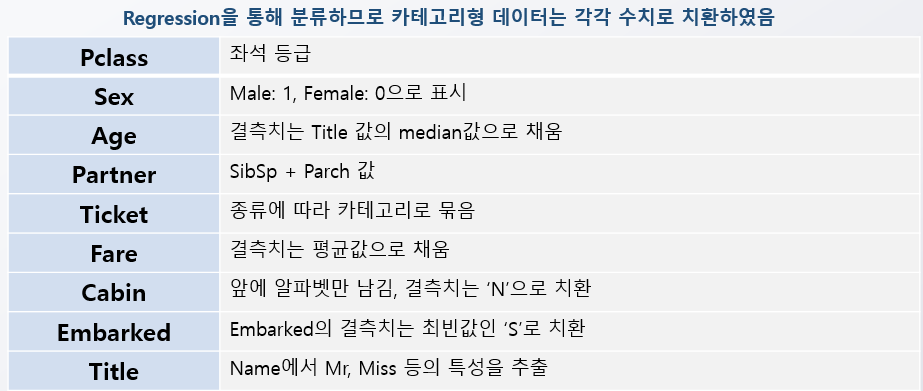 Regression을 통해 분류하므로 카테고리형 데이터는 각각 수치로 치환하였음
Pclass 좌석 등급
Sex Male: 1, Female: 0으로 표시
Age 결측치는 Title 값의 median값으로 채움
Partner SibSp + Parch 값
Ticket 종류에 따라 카테고리로 묶음
Fare 결측치는 평균값으로 채움
Cabin 앞에 알파벳만 남김, 결측치는 ‘N’으로 치환
Embarked Embarked의 결측치는 최빈값인 ‘S’로 치환
Title Name에서 Mr, Miss 등의 특성을 추출